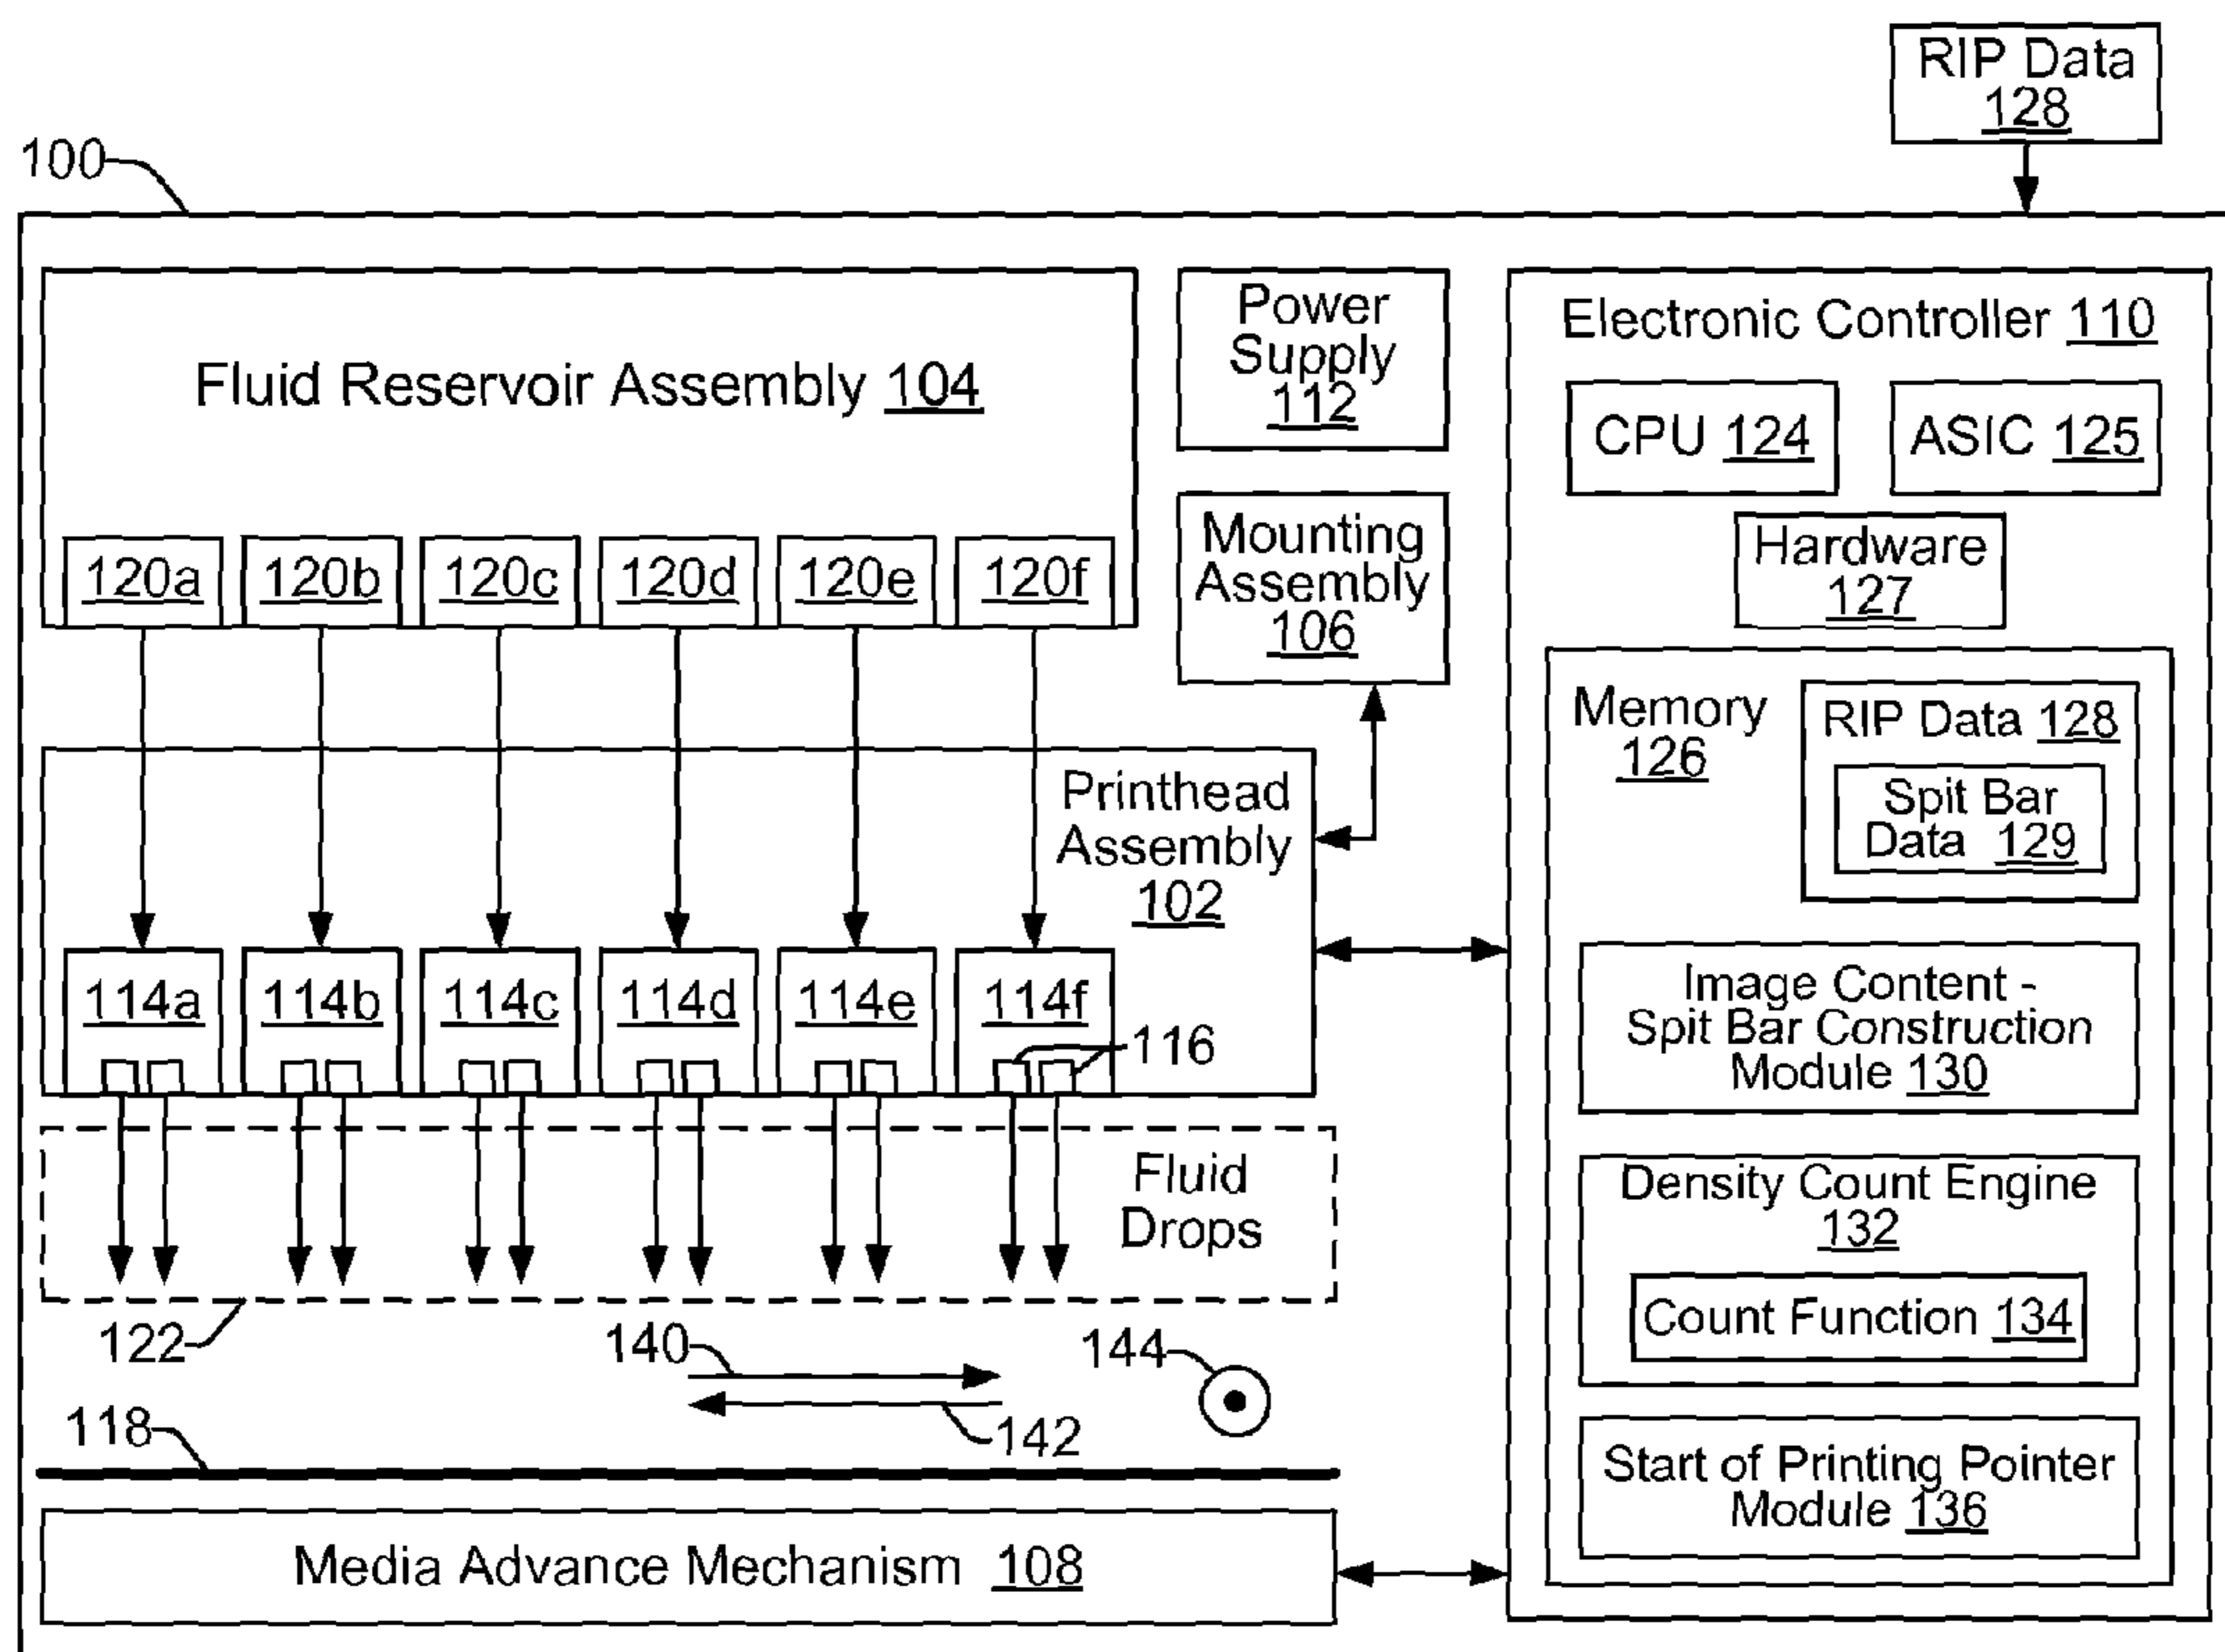 RIP Data
128
100
Fluid Reservoir Assembly 104
120a 120b 120c 120d 120e 120f
Power
Supply
112
Mounting
Assembly
106
Electronic Controller 110
CPU 124
ASIC 125
Hardware
127
Memory
126
RIP Data 128
Spit Bar
Data 129
Image Content -
Spit Bar Construction
Module 130
Density Count Engine
132
Count Function 134
Start of Printing Pointer
Module 136
Printhead
Assembly
102
114a 114b 114c 114d 114e 114f
116
Fluid
Drops
122
140
142
144
118
Media Advance Mechanism 108